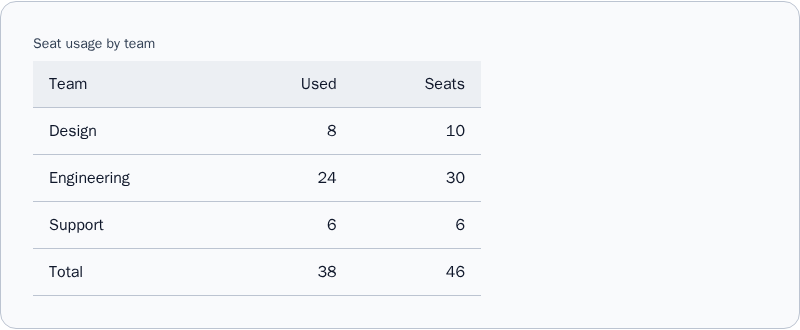 Seat usage by team
Team Used Seats
Design 8 10
Engineering 24 30
Support 6 6
Total 38 46